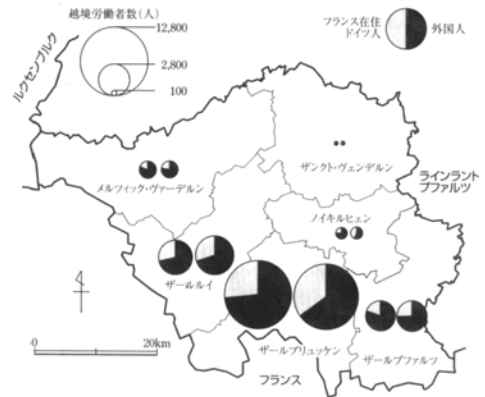 越境労働者数(人)
12,800
2,800
100
フランス在住
ドイツ人
外国人
ルクセンブルク
ザンクト・ヴェンデルン
ラインラント
プファルツ
メルツィック・ヴァーデルン
ノイキルヒェン
ザールルイ
ザールブリュッケン
ザールプファルツ
フランス
0
20km